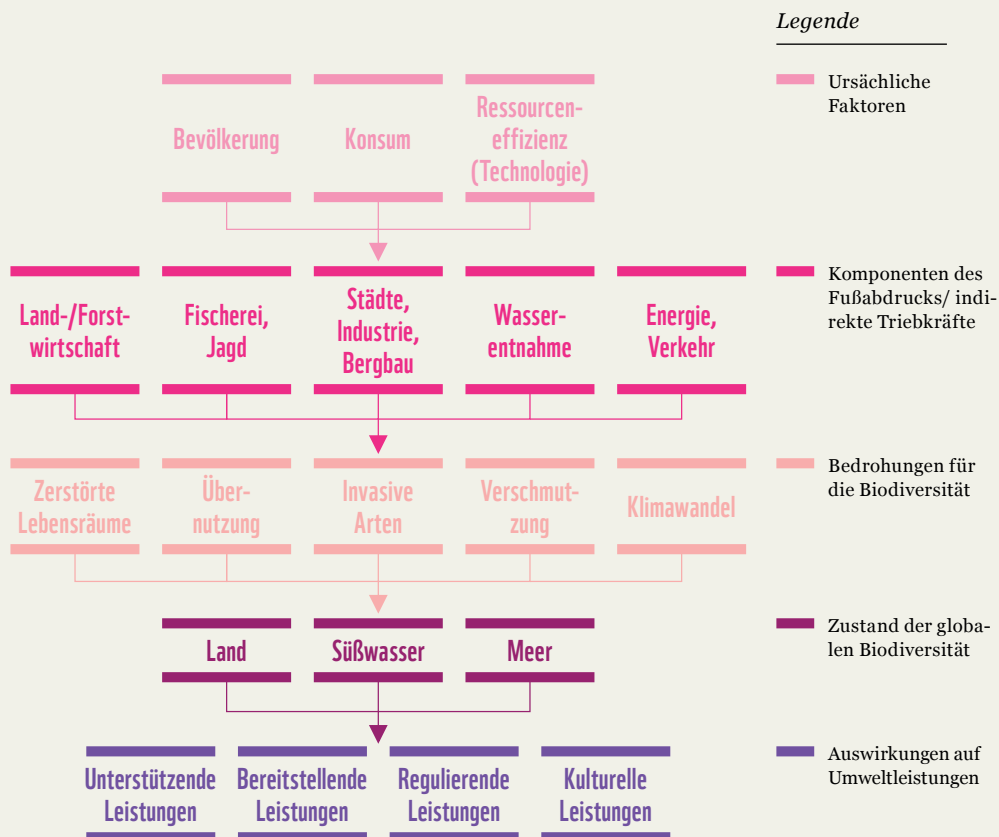 Legende
Ursächliche
Faktoren
Bevölkerung
Konsum
Ressourcen-
effizienz
(Technologie)
Komponenten des
Fußabdrucks/ indi-
rekte Triebkräfte
Land-/Forst-
wirtschaft
Fischerei,
Jagd
Städte,
Industrie,
Bergbau
Wasser-
entnahme
Energie,
Verkehr
Bedrohungen für
die Biodiversität
Zerstörte
Lebensräume
Über-
nutzung
Invasive
Arten
Verschmut-
zung
Klimawandel
Zustand der globa-
len Biodiversität
Land
Süßwasser
Meer
Auswirkungen auf
Umweltleistungen
Unterstützende
Leistungen
Bereitstellende
Leistungen
Regulierende
Leistungen
Kulturelle
Leistungen